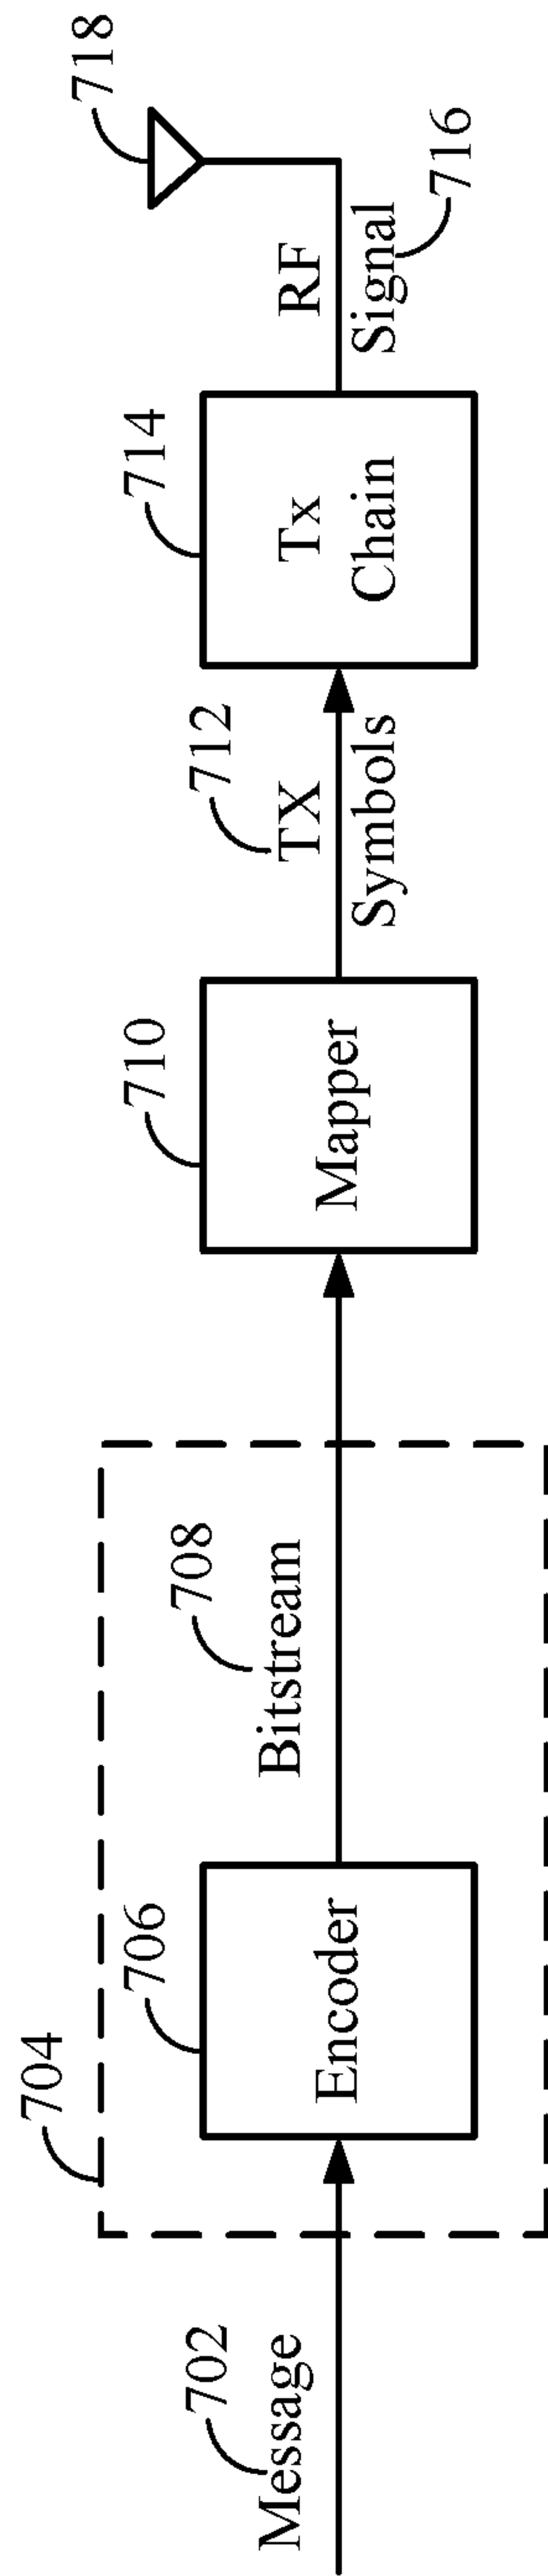 702
Message
704
706
Encoder
708
Bitstream
710
Mapper
712
TX
Symbols
714
Tx
Chain
RF
Signal
716
718